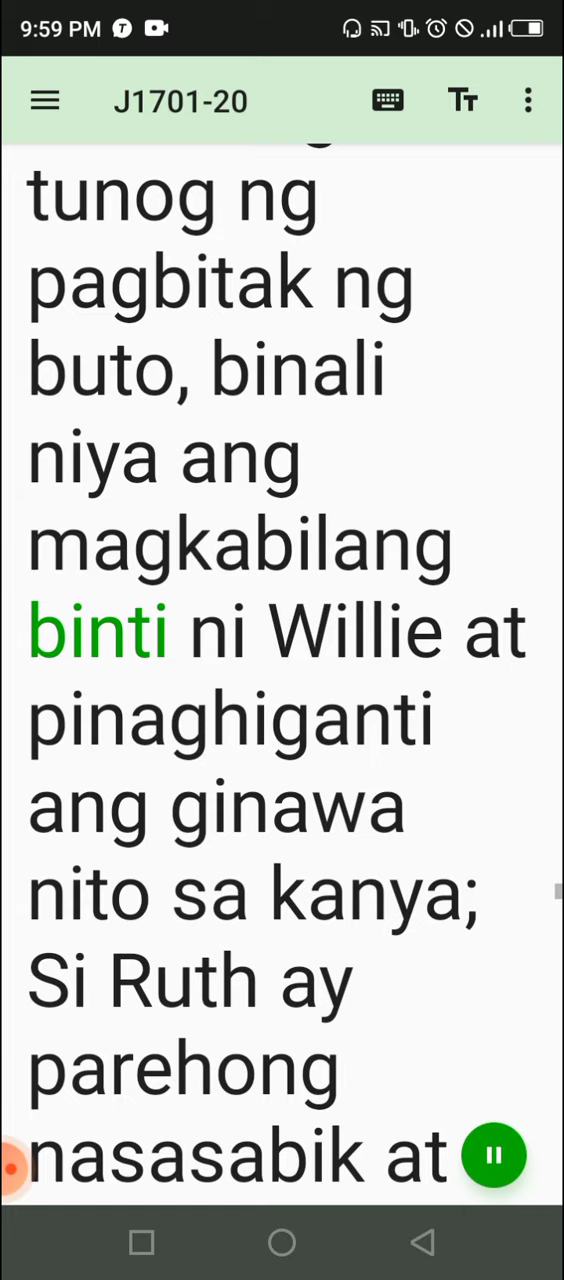 9:59 PM
J1701-20
tunog ng
pagbitak ng
buto, binali
niya ang
magkabilang
binti ni Willie at
pinaghiganti
ang ginawa
nito sa kanya;
Si Ruth ay
parehong
nasasabik at